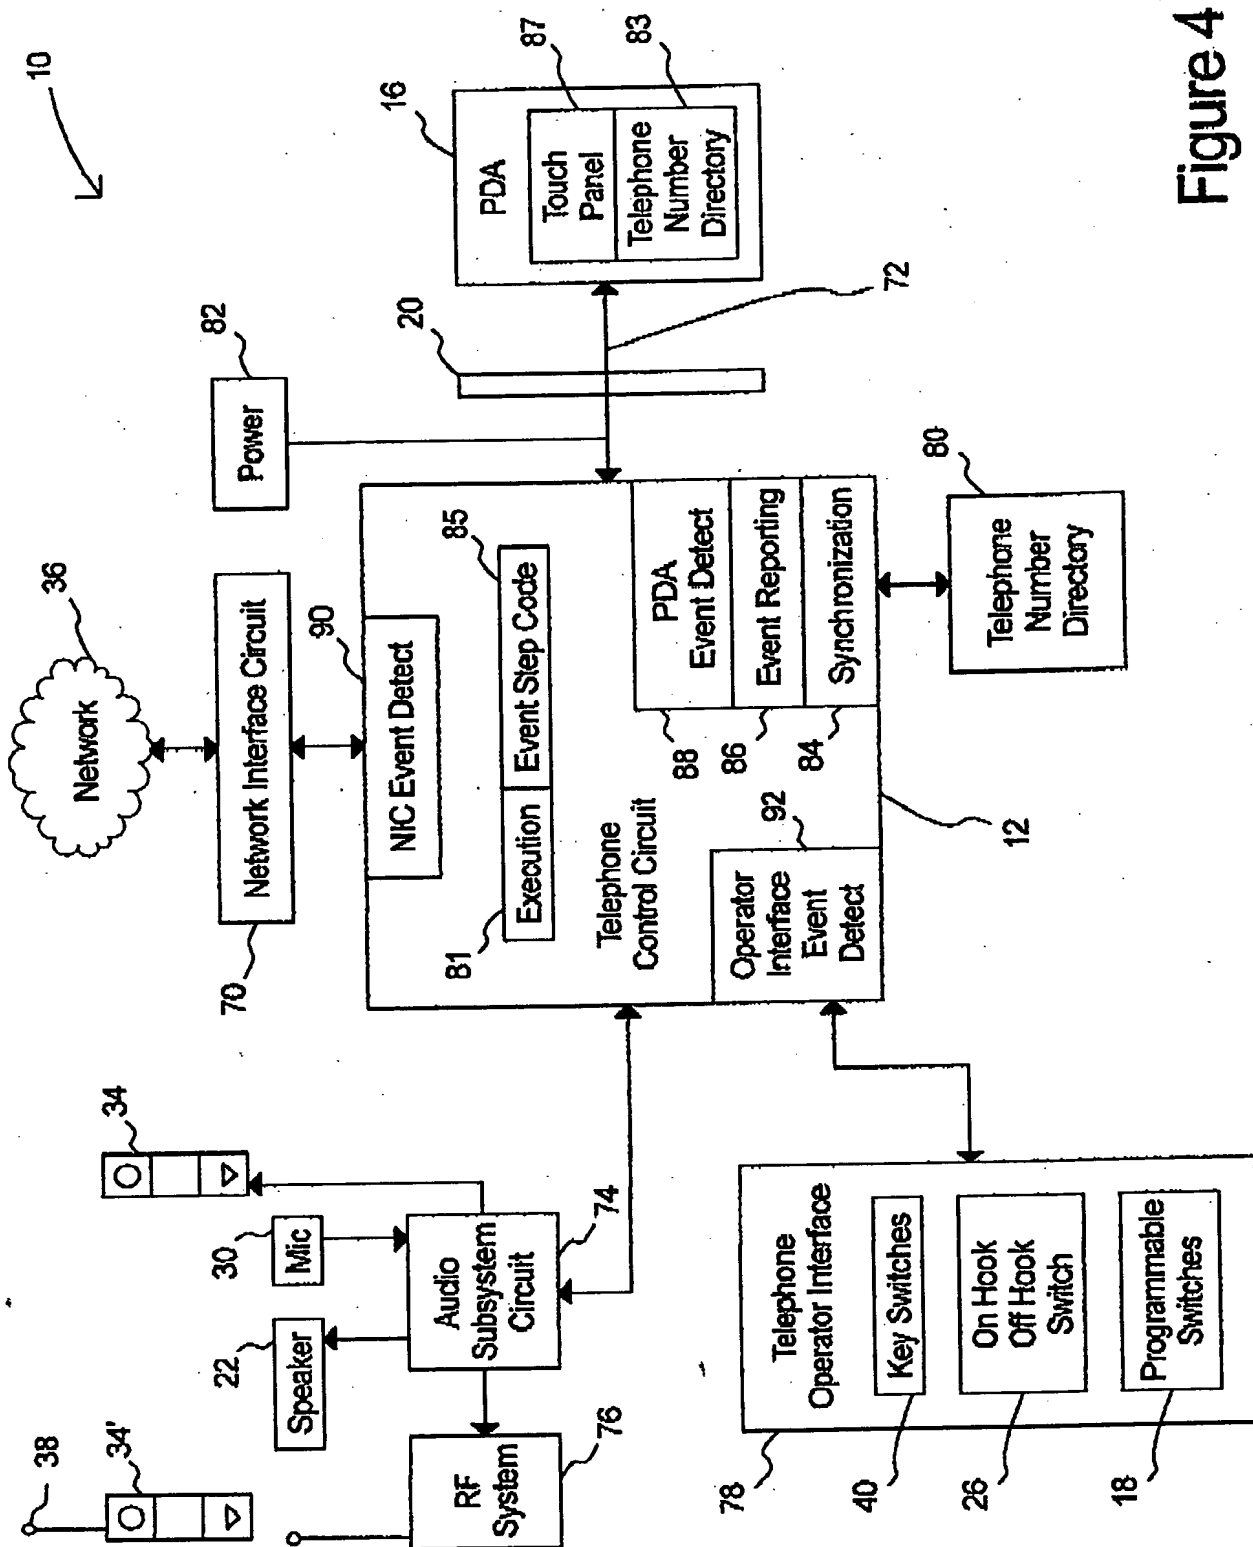 10
36
Network
82
Power
16
PDA
87
Touch
Panel
83
Telephone
Number
Directory
20
72
70
Network Interface Circuit
90
NIC Event Detect
81
Execution
85
Event Step Code
Telephone
Control Circuit
88
PDA
Event Detect
86
Event Reporting
84
Synchronization
92
Operator
Interface
Event
Detect
12
80
Telephone
Number
Directory
38
34'
34
22
Speaker
30
Mic
74
Audio
Subsystem
Circuit
76
RF
System
78
Telephone
Operator Interface
40
Key Switches
26
On Hook
Off Hook
Switch
18
Programmable
Switches
Figure 4